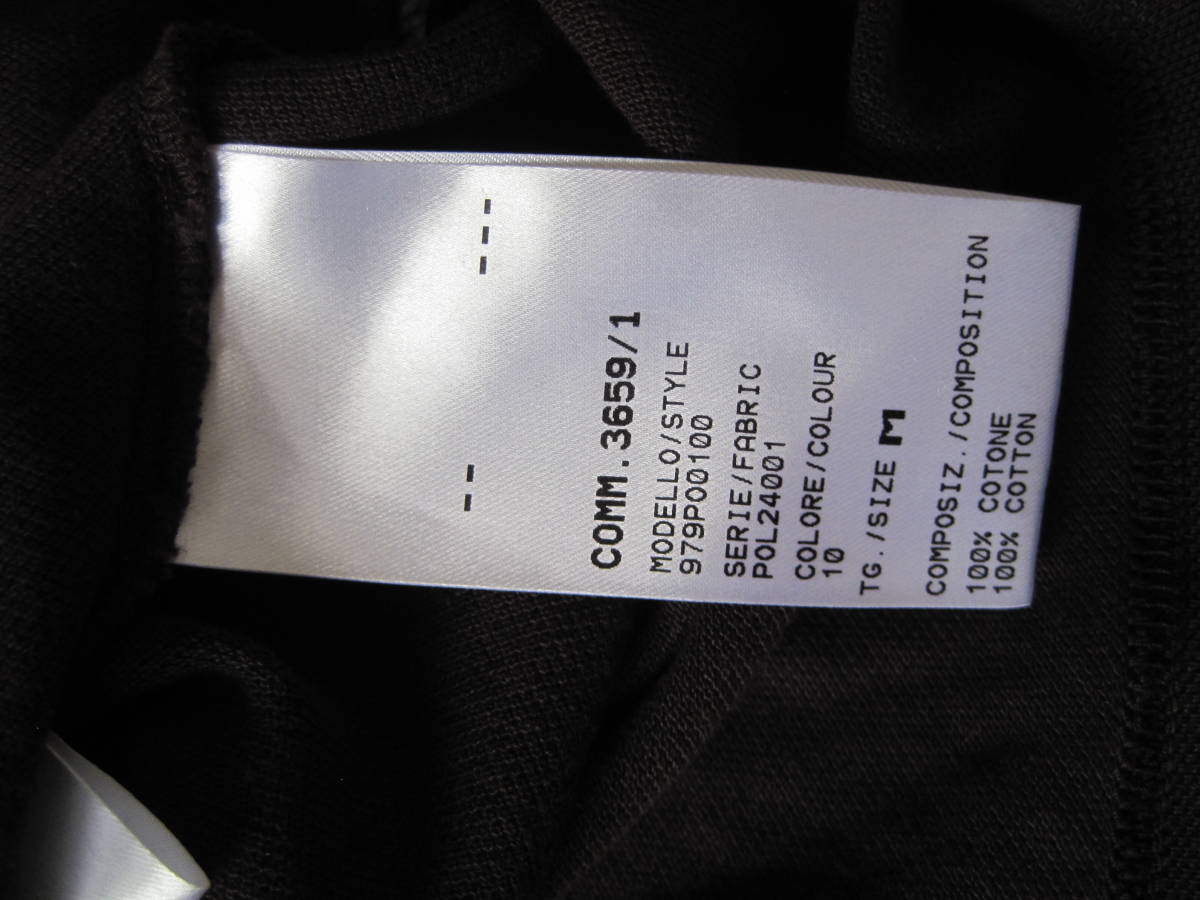 ---
--
COMM.3659/1
MODELLO/STYLE
979PO0100
SERIE/FABRIC
POL24001
COLORE/COLOUR
10
TG./SIZE M
COMPOSIZ./COMPOSITION
100% COTONE
100% COTTON